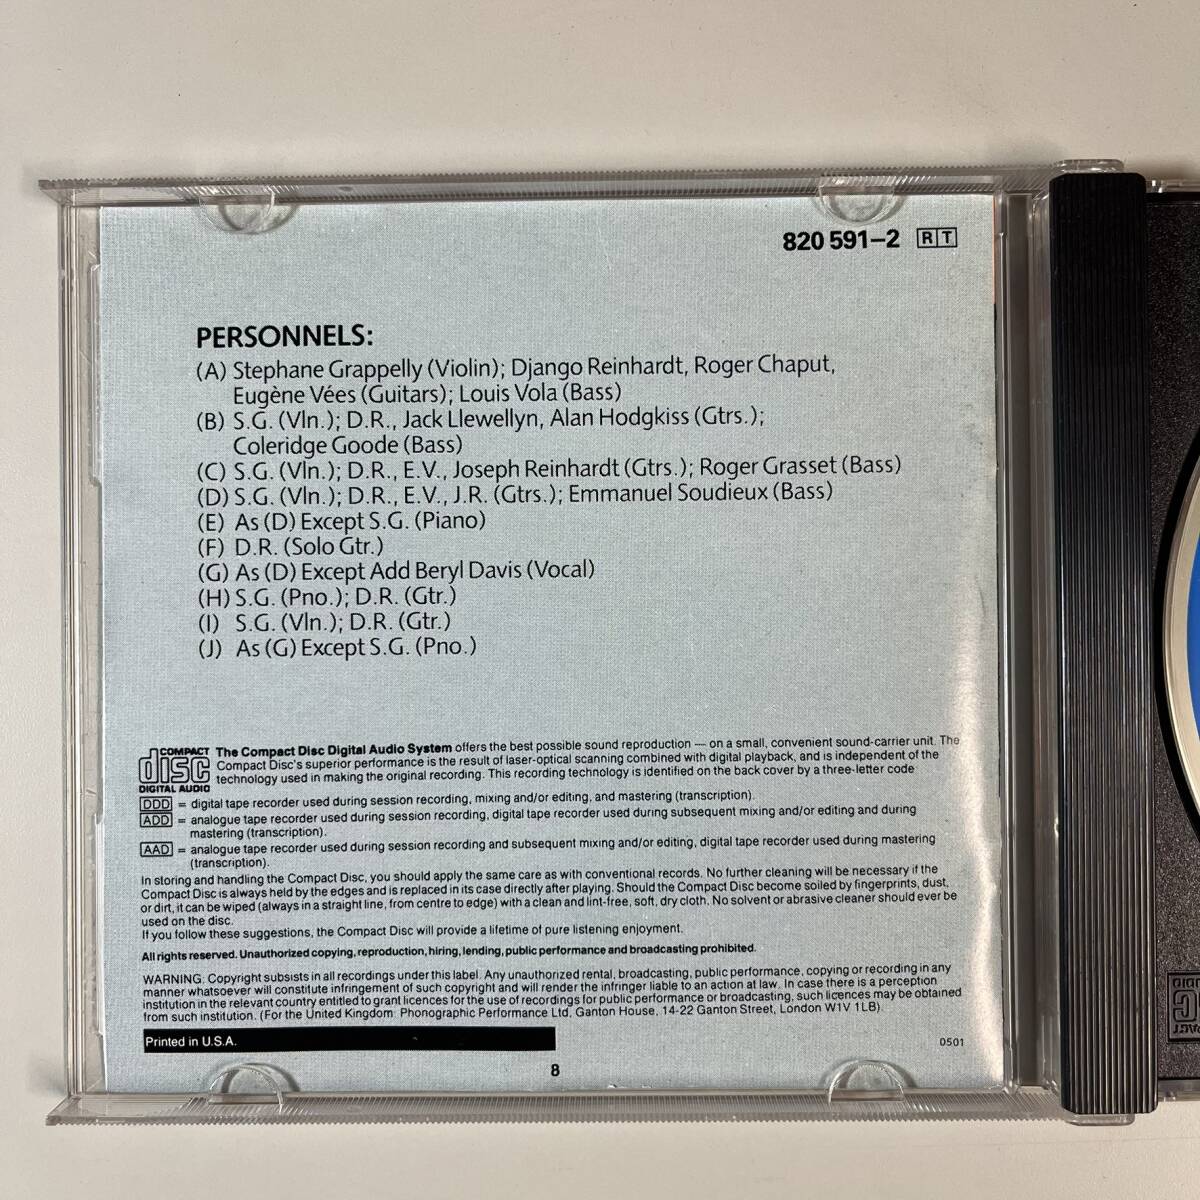 820 591–2 RT
PERSONNELS:
(A) Stephane Grappelly (Violin); Django Reinhardt, Roger Chaput,
Eugène Vées (Guitars); Louis Vola (Bass)
(B) S.G. (Vln.); D.R., Jack Llewellyn, Alan Hodgkiss (Gtrs.);
Coleridge Goode (Bass)
(C) S.G. (Vln.); D.R., E.V., Joseph Reinhardt (Gtrs.); Roger Grasset (Bass)
(D) S.G. (Vln.); D.R., E.V., J.R. (Gtrs.); Emmanuel Soudieux (Bass)
(E) As (D) Except S.G. (Piano)
(F) D.R. (Solo Gtr.)
(G) As (D) Except Add Beryl Davis (Vocal)
(H) S.G. (Pno.); D.R. (Gtr.)
(I) S.G. (Vln.); D.R. (Gtr.)
(J) As (G) Except S.G. (Pno.)
COMPACT disc DIGITAL AUDIO
The Compact Disc Digital Audio System offers the best possible sound reproduction — on a small, convenient sound-carrier unit. The
Compact Disc's superior performance is the result of laser-optical scanning combined with digital playback, and is independent of the
technology used in making the original recording. This recording technology is identified on the back cover by a three-letter code
DDD = digital tape recorder used during session recording, mixing and/or editing, and mastering (transcription).
ADD = analogue tape recorder used during session recording, digital tape recorder used during subsequent mixing and/or editing and during
mastering (transcription).
AAD = analogue tape recorder used during session recording and subsequent mixing and/or editing, digital tape recorder used during mastering
(transcription).
In storing and handling the Compact Disc, you should apply the same care as with conventional records. No further cleaning will be necessary if the
Compact Disc is always held by the edges and is replaced in its case directly after playing. Should the Compact Disc become soiled by fingerprints, dust,
or dirt, it can be wiped (always in a straight line, from centre to edge) with a clean and lint-free, soft, dry cloth. No solvent or abrasive cleaner should ever be
used on the disc.
If you follow these suggestions, the Compact Disc will provide a lifetime of pure listening enjoyment.
All rights reserved. Unauthorized copying, reproduction, hiring, lending, public performance and broadcasting prohibited.
WARNING: Copyright subsists in all recordings under this label. Any unauthorized rental, broadcasting, public performance, copying or recording in any
manner whatsoever will constitute infringement of such copyright and will render the infringer liable to an action at law. In case there is a perception
institution in the relevant country entitled to grant licences for the use of recordings for public performance or broadcasting, such licences may be obtained
from such institution. (For the United Kingdom: Phonographic Performance Ltd, Ganton House, 14-22 Ganton Street, London W1V 1LB).
Printed in U.S.A.
0501
8